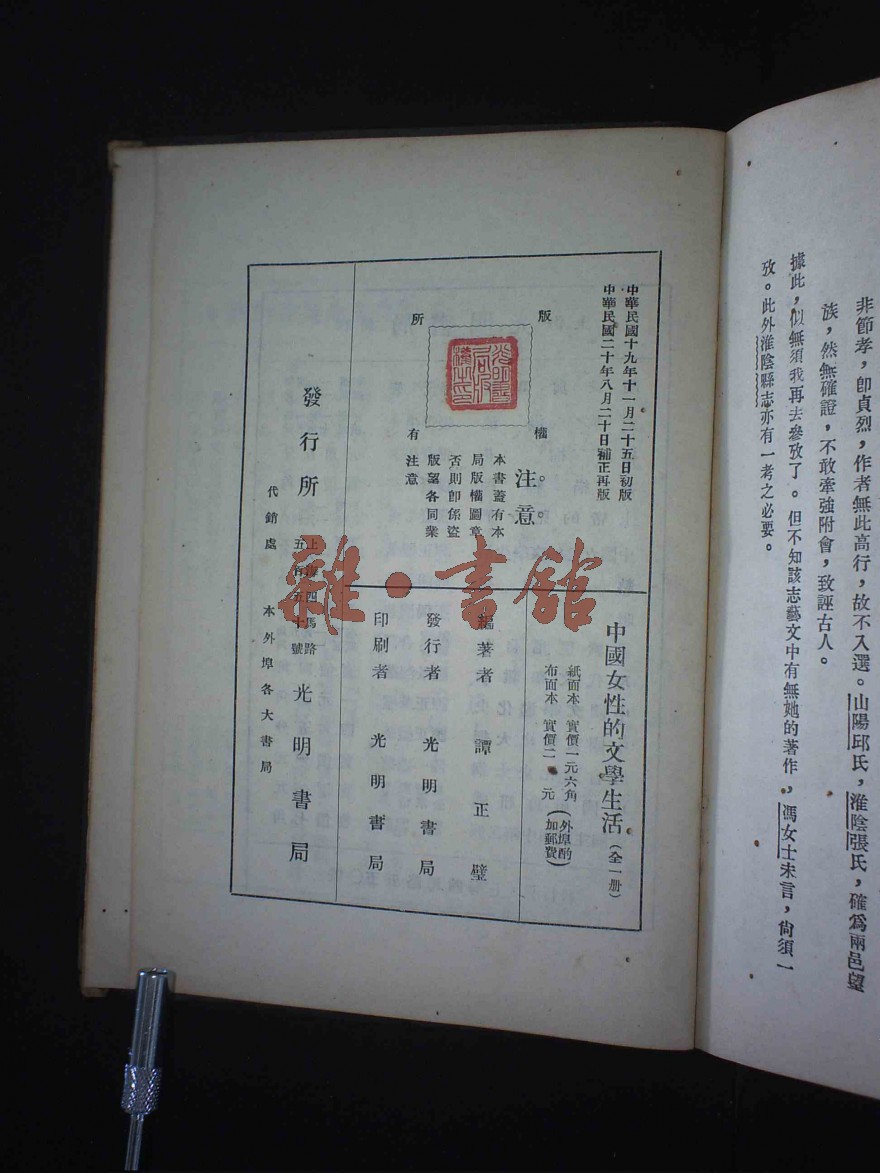 非節孝，卽貞烈，作者無此高行，故不入選。山陽邱氏，淮陰張氏，確爲兩邑望
族，然無確證，不敢牽強附會，致誣古人。
據此，似無須我再去參攷了。但不知該志藝文中有無她的著作，馮女士未言，尙須一
攷。此外淮陰縣志亦有一考之必要。
中華民國十九年十一月二十五日初版
中華民國二十年八月二十日補正再版
版權
所有
注意
本書蓋有本
局版權圖章
否則卽係盜
版望各同業
有注意
中國女性的文學生活（全一册）
紙面本 實價一元六角
布面本 實價二元
（外埠酌加郵費）
編著者 譚正璧
發行者 光明書局
印刷者 光明書局
發行所 上海四馬路
五百五十號 光明書局
代銷處 本外埠各大書局
雜·書館